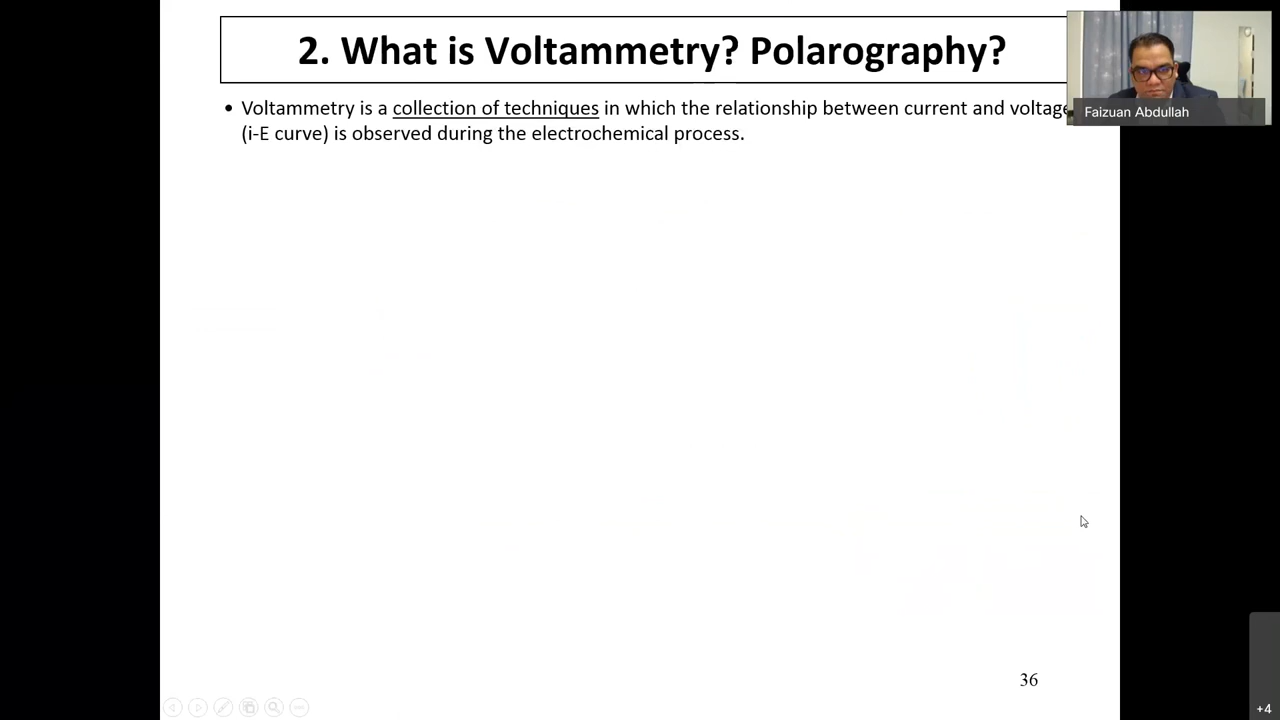 2. What is Voltammetry? Polarography?
• Voltammetry is a collection of techniques in which the relationship between current and voltage
(i-E curve) is observed during the electrochemical process.
Faizuan Abdullah
36
+4